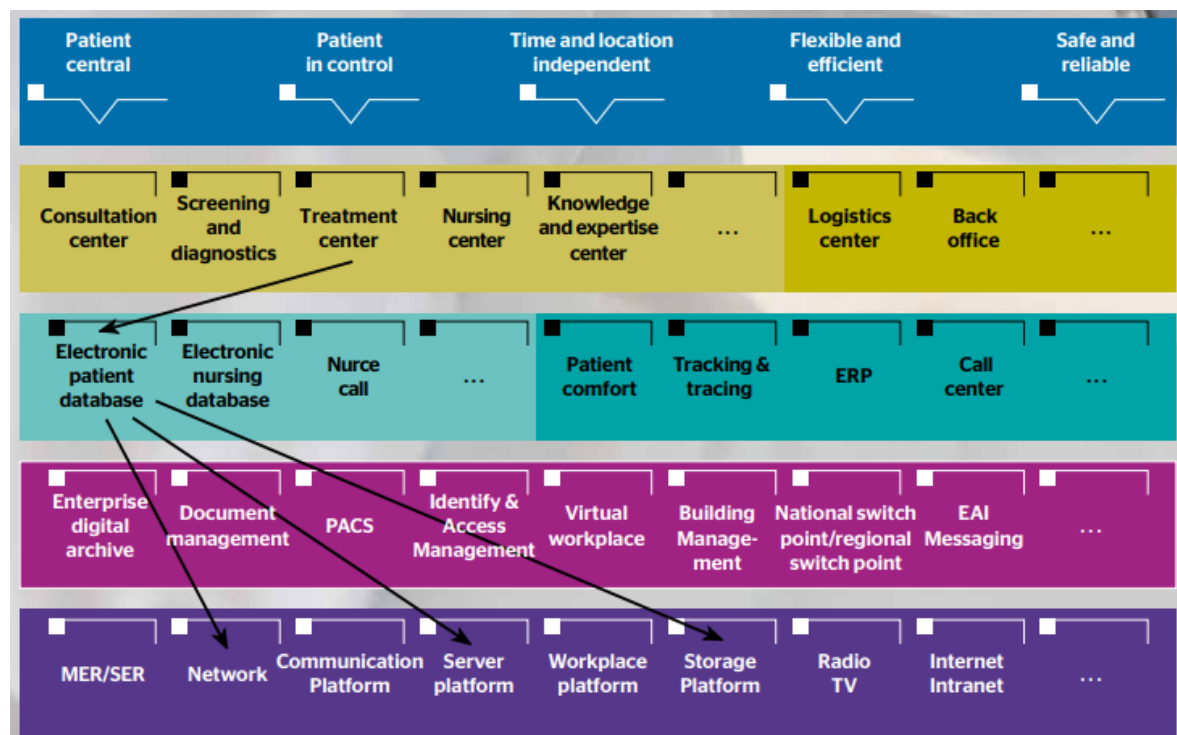 Patient
central
Patient
in control
Time and location
independent
Flexible and
efficient
Safe and
reliable
Consultation
center
Screening
and
diagnostics
Treatment
center
Nursing
center
Knowledge
and expertise
center
...
Logistics
center
Back
office
...
Electronic
patient
database
Electronic
nursing
database
Nurce
call
...
Patient
comfort
Tracking &
tracing
ERP
Call
center
...
Enterprise
digital
archive
Document
management
PACS
Identify &
Access
Management
Virtual
workplace
Building
Manage-
ment
National switch
point/regional
switch point
EAI
Messaging
...
MER/SER
Network
Communication
Platform
Server
platform
Workplace
platform
Storage
Platform
Radio
TV
Internet
Intranet
...